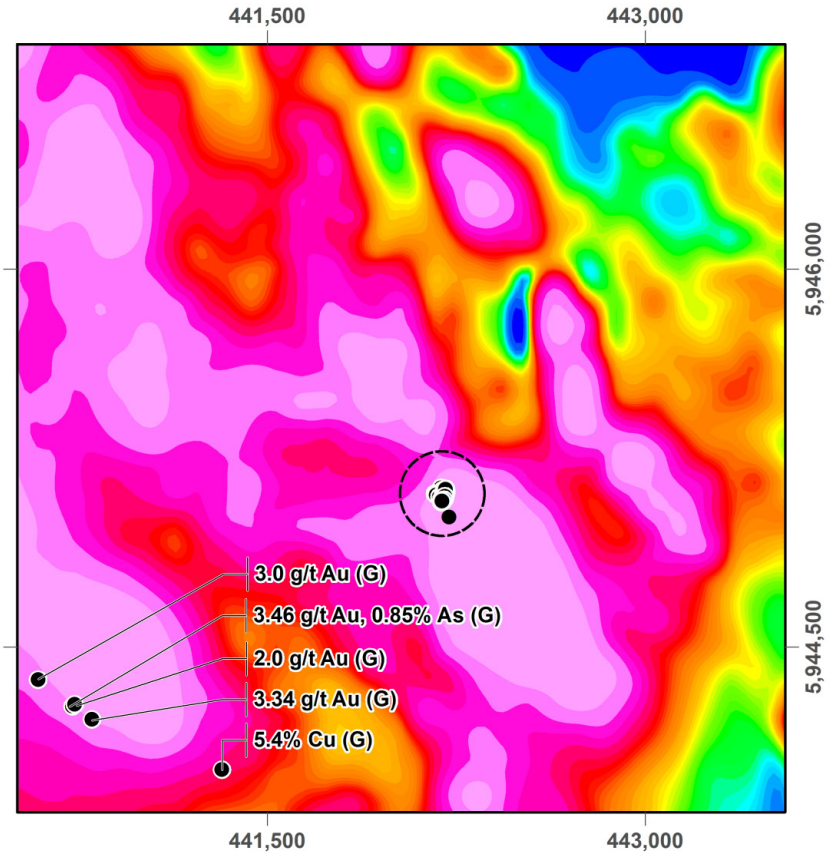 441,500 443,000
5,946,000
3.0 g/t Au (G)
3.46 g/t Au, 0.85% As (G)
2.0 g/t Au (G)
5,944,500
3.34 g/t Au (G)
5.4% Cu (G)
441,500 443,000